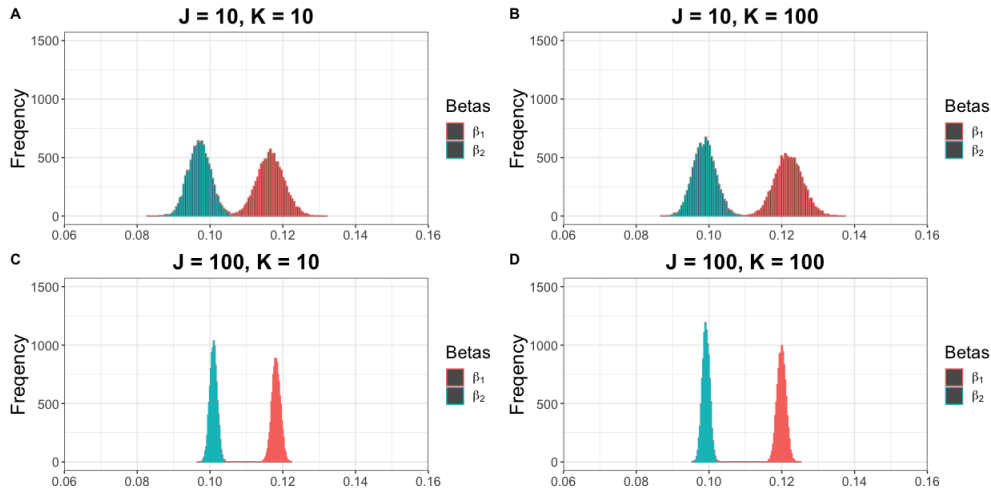 A
J = 10, K = 10
1500
1000
500
0
Freqency
0.06 0.08 0.10 0.12 0.14 0.16
Betas
β₁
β₂
B
J = 10, K = 100
1500
1000
500
0
Freqency
0.06 0.08 0.10 0.12 0.14 0.16
Betas
β₁
β₂
C
J = 100, K = 10
1500
1000
500
0
Freqency
0.06 0.08 0.10 0.12 0.14 0.16
Betas
β₁
β₂
D
J = 100, K = 100
1500
1000
500
0
Freqency
0.06 0.08 0.10 0.12 0.14 0.16
Betas
β₁
β₂